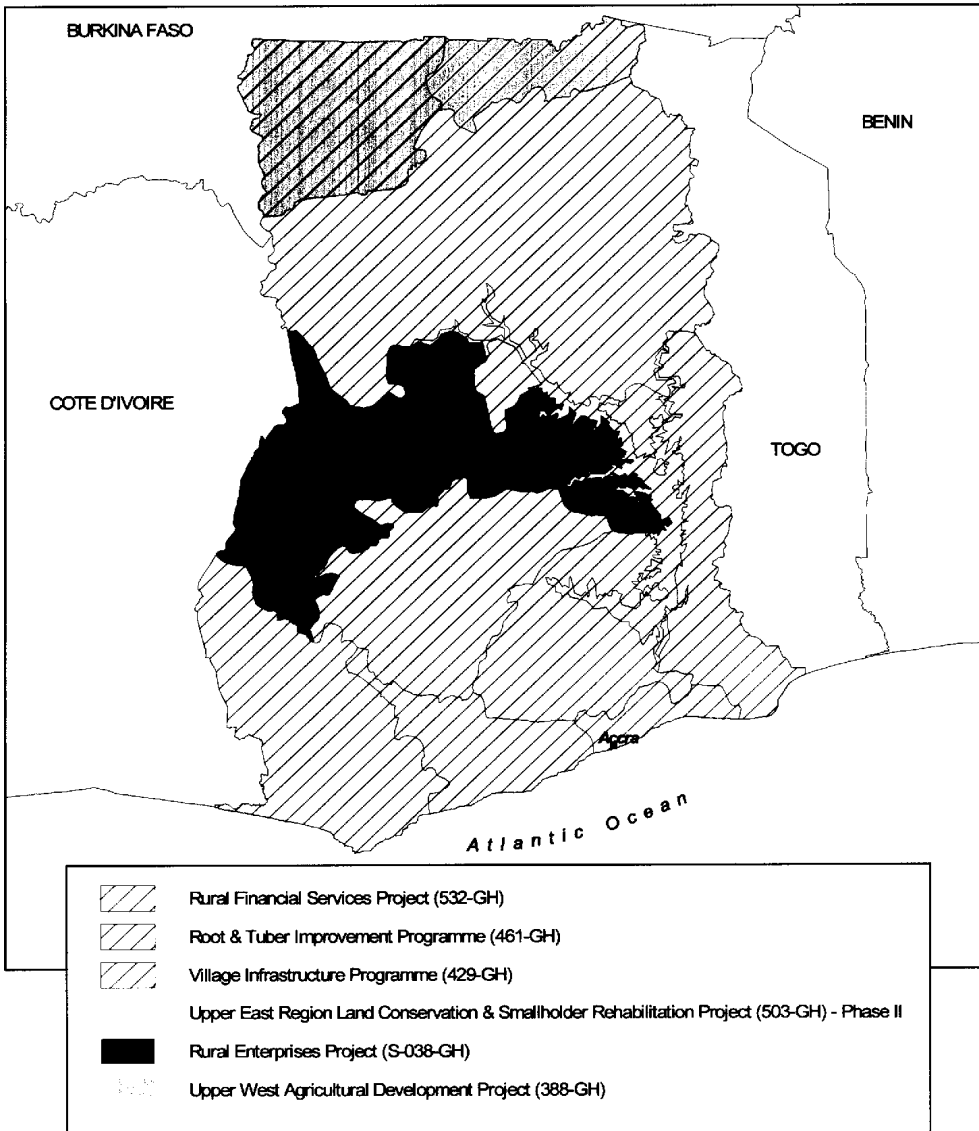 BURKINA FASO
BENIN
COTE D'IVOIRE
TOGO
Accra
Atlantic Ocean
Rural Financial Services Project (532-GH)
Root & Tuber Improvement Programme (461-GH)
Village Infrastructure Programme (429-GH)
Upper East Region Land Conservation & Smallholder Rehabilitation Project (503-GH) - Phase II
Rural Enterprises Project (S-038-GH)
Upper West Agricultural Development Project (388-GH)